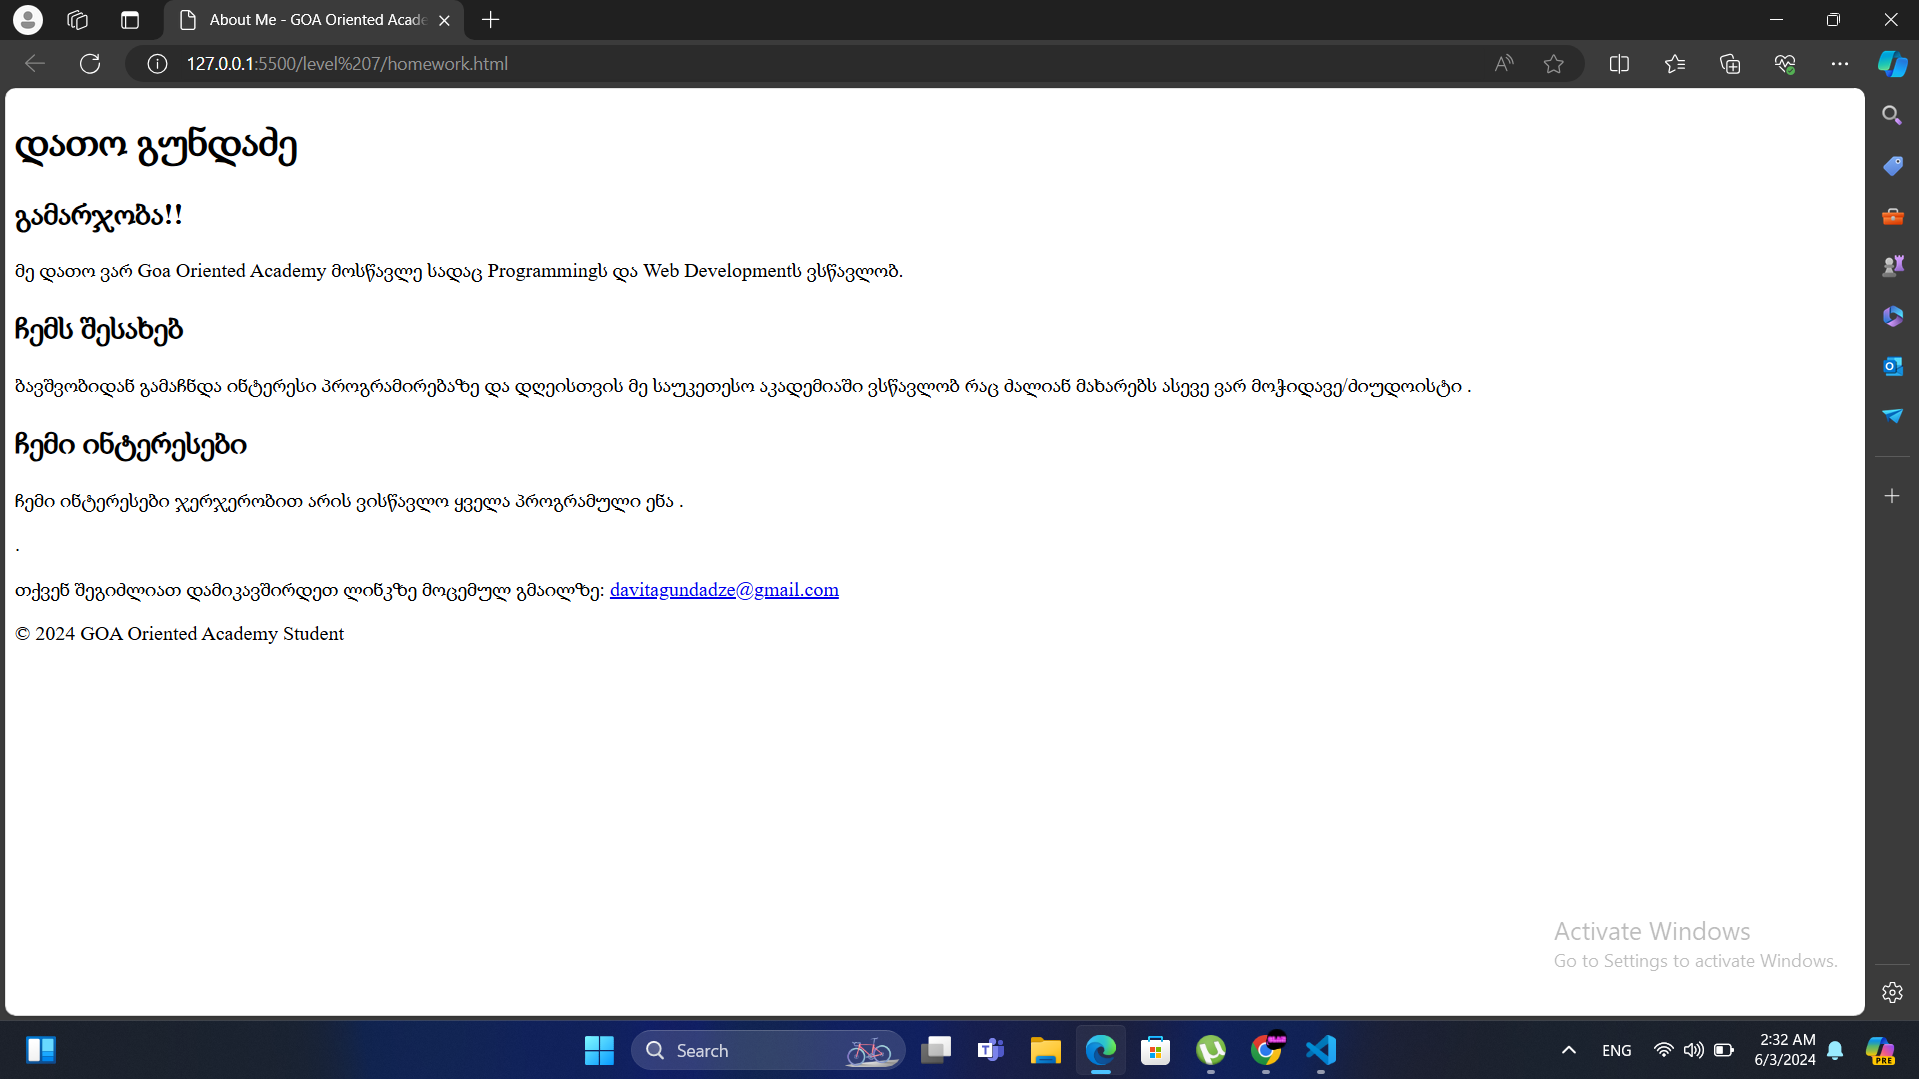 About Me - GOA Oriented Acade
127.0.0.1:5500/level%207/homework.html
დათო გუნდაძე
გამარჯობა!!
მე დათო ვარ Goa Oriented Academy მოსწავლე სადაც Programmingს და Web Developmentს ვსწავლობ.
ჩემს შესახებ
ბავშვობიდან გამაჩნდა ინტერესი პროგრამირებაზე და დღეისთვის მე საუკეთესო აკადემიაში ვსწავლობ რაც ძალიან მახარებს ასევე ვარ მოჭიდავე/ძიუდოისტი .
ჩემი ინტერესები
ჩემი ინტერესები ჯერჯერობით არის ვისწავლო ყველა პროგრამული ენა .
.
თქვენ შეგიძლიათ დამიკავშირდეთ ლინკზე მოცემულ გმაილზე: davitagundadze@gmail.com
© 2024 GOA Oriented Academy Student
Activate Windows
Go to Settings to activate Windows.
Search
ENG
2:32 AM
6/3/2024
PRE